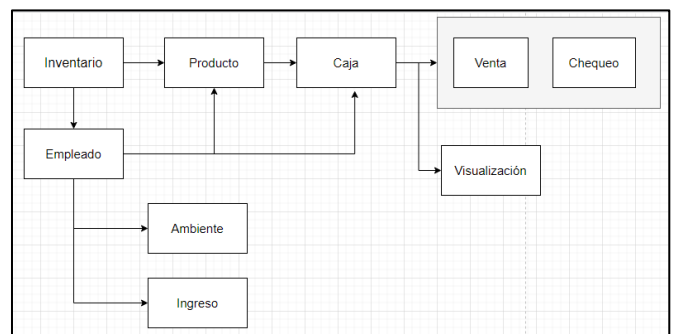 Inventario
Producto
Caja
Venta
Chequeo
Empleado
Visualización
Ambiente
Ingreso